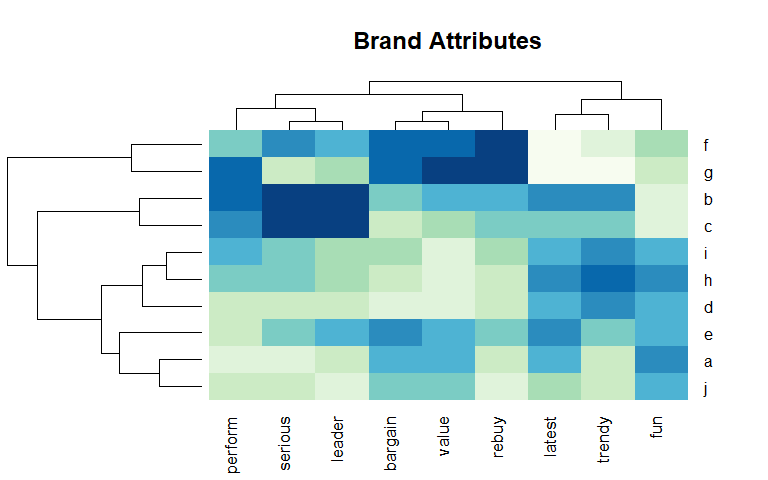 Brand Attributes
f
g
b
c
i
h
d
e
a
j
perform
serious
leader
bargain
value
rebuy
latest
trendy
fun